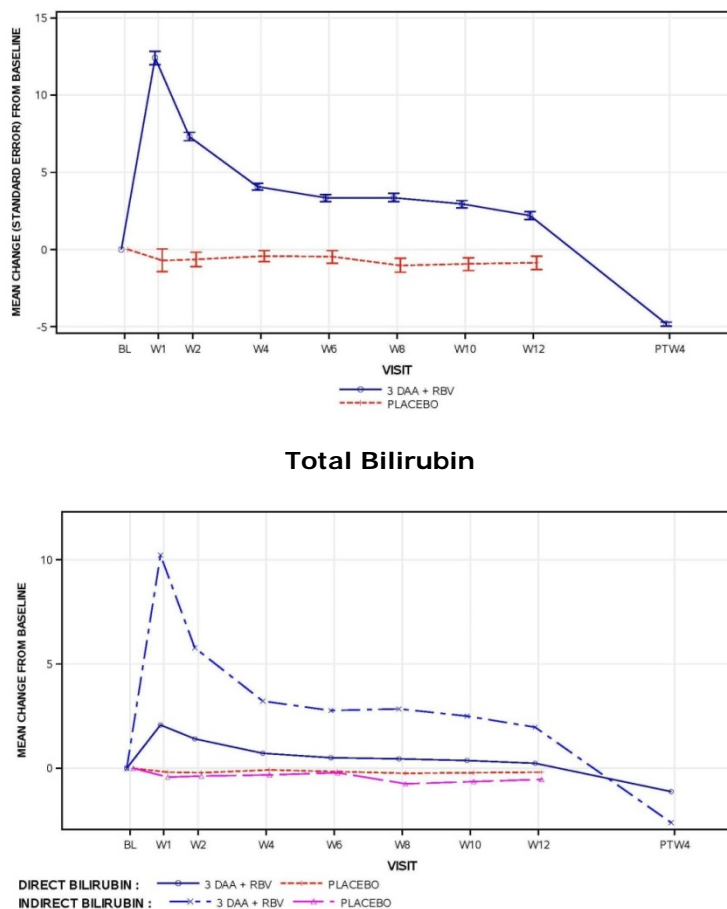 MEAN CHANGE (STANDARD ERROR) FROM BASELINE
15
10
5
0
-5
BL W1 W2 W4 W6 W8 W10 W12 PTW4
VISIT
3 DAA + RBV
PLACEBO
Total Bilirubin
MEAN CHANGE FROM BASELINE
10
5
0
BL W1 W2 W4 W6 W8 W10 W12 PTW4
VISIT
DIRECT BILIRUBIN : 3 DAA + RBV PLACEBO
INDIRECT BILIRUBIN : 3 DAA + RBV PLACEBO